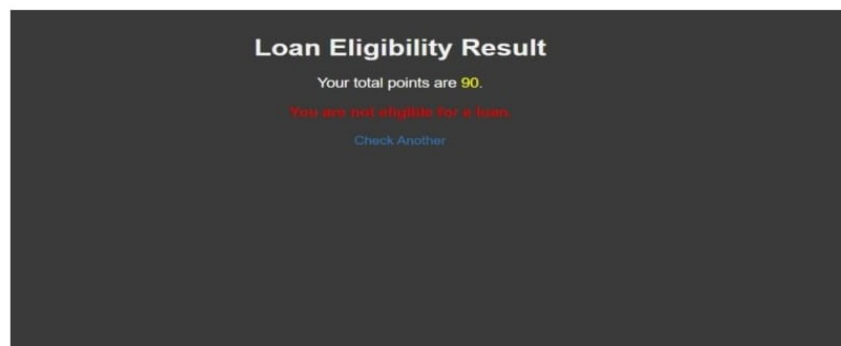 Loan Eligibility Result
Your total points are 90.
You are not eligible for a loan.
Check Another